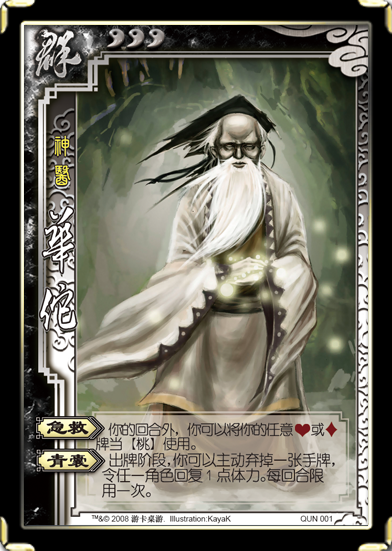 群
神醫
華佗
急救 你的回合外，你可以将你的任意♥或♦
牌当【桃】使用。
青囊 出牌阶段，你可以主动弃掉一张手牌，
令任一角色回复1点体力。每回合限
用一次。
™&© 2008 游卡桌游. Illustration:KayaK QUN 001